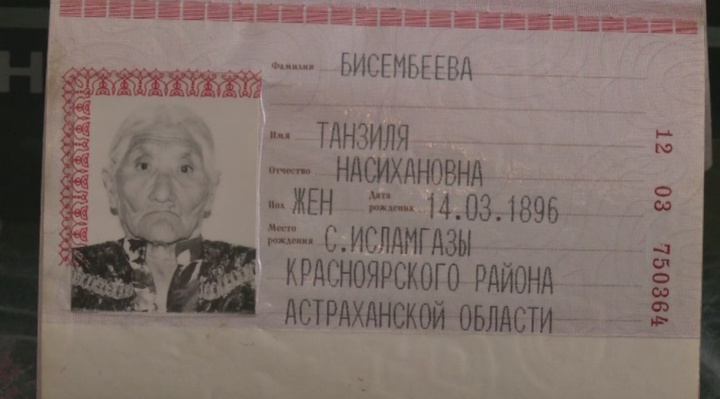 Фамилия БИСЕМБЕЕВА
Имя ТАНЗИЛЯ
Отчество НАСИХАНОВНА
Пол ЖЕН Дата рождения 14.03.1896
Место рождения С.ИСЛАМГАЗЫ
КРАСНОЯРСКОГО РАЙОНА
АСТРАХАНСКОЙ ОБЛАСТИ
12 03 750364